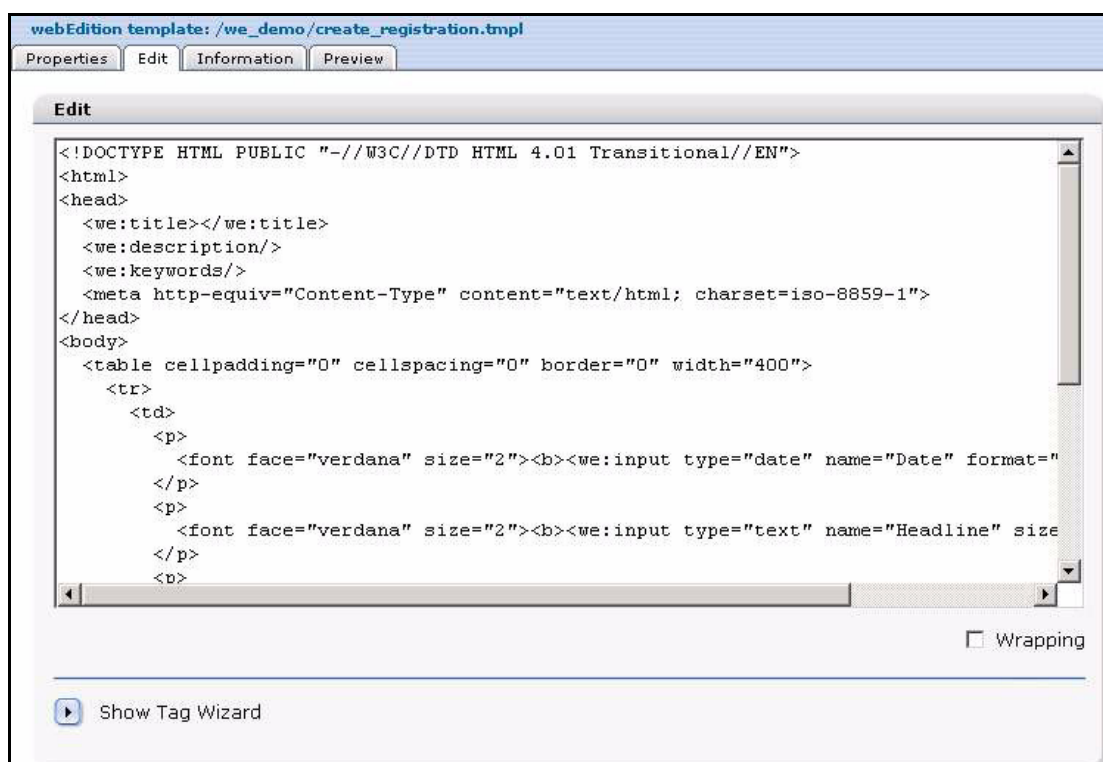 webEdition template: /we_demo/create_registration.tmpl
Properties Edit Information Preview
Edit
<!DOCTYPE HTML PUBLIC "-//W3C//DTD HTML 4.01 Transitional//EN">
<html>
<head>
<we:title></we:title>
<we:description/>
<we:keywords/>
<meta http-equiv="Content-Type" content="text/html; charset=iso-8859-1">
</head>
<body>
<table cellpadding="0" cellspacing="0" border="0" width="400">
<tr>
<td>
<p>
<font face="verdana" size="2"><b><we:input type="date" name="Date" format="
</p>
<p>
<font face="verdana" size="2"><b><we:input type="text" name="Headline" size
</p>
<p>
Wrapping
Show Tag Wizard